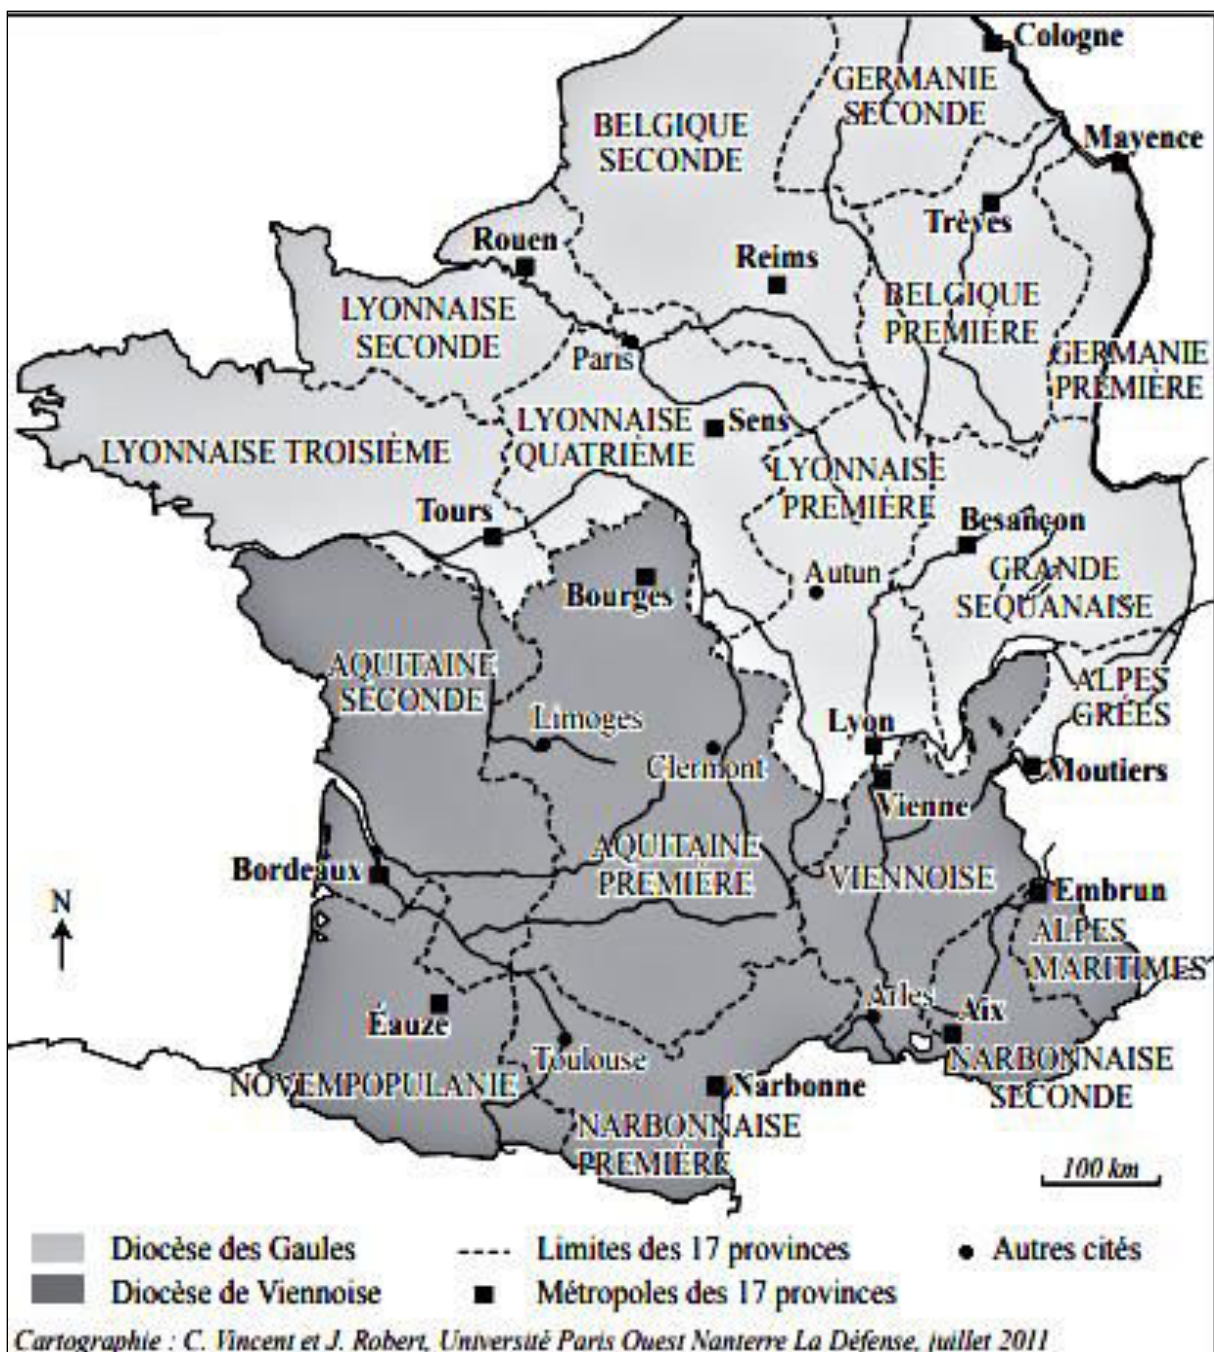 Cologne
GERMANIE
SECONDE
BELGIQUE
SECONDE
Mayence
Trèves
Rouen
Reims
LYONNAISE
SECONDE
BELGIQUE
PREMIÈRE
Paris
GERMANIE
PREMIÈRE
LYONNAISE
QUATRIÈME
Sens
LYONNAISE TROISIÈME
LYONNAISE
PREMIÈRE
Tours
Besançon
Autun
GRANDE
SEQUANAISE
Bourges
AQUITAINE
SECONDE
ALPES
GRÉES
Limoges
Lyon
Clermont
Moutiers
Vienne
AQUITAINE
PREMIÈRE
Bordeaux
VIENNOISE
Embrun
N
ALPES
MARITIMES
Arles
Aix
Éauze
Toulouse
NARBONNAISE
SECONDE
NOVEMPOPULANIE
Narbonne
NARBONNAISE
PREMIÈRE
100 km
Diocèse des Gaules
Limites des 17 provinces
Autres cités
Diocèse de Viennoise
Métropoles des 17 provinces
Cartographie : C. Vincent et J. Robert, Université Paris Ouest Nanterre La Défense, juillet 2011